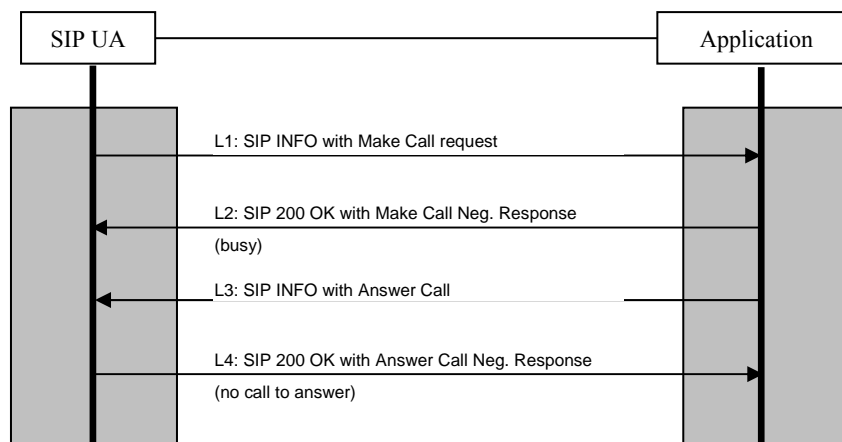 SIP UA
Application
L1: SIP INFO with Make Call request
L2: SIP 200 OK with Make Call Neg. Response
(busy)
L3: SIP INFO with Answer Call
L4: SIP 200 OK with Answer Call Neg. Response
(no call to answer)